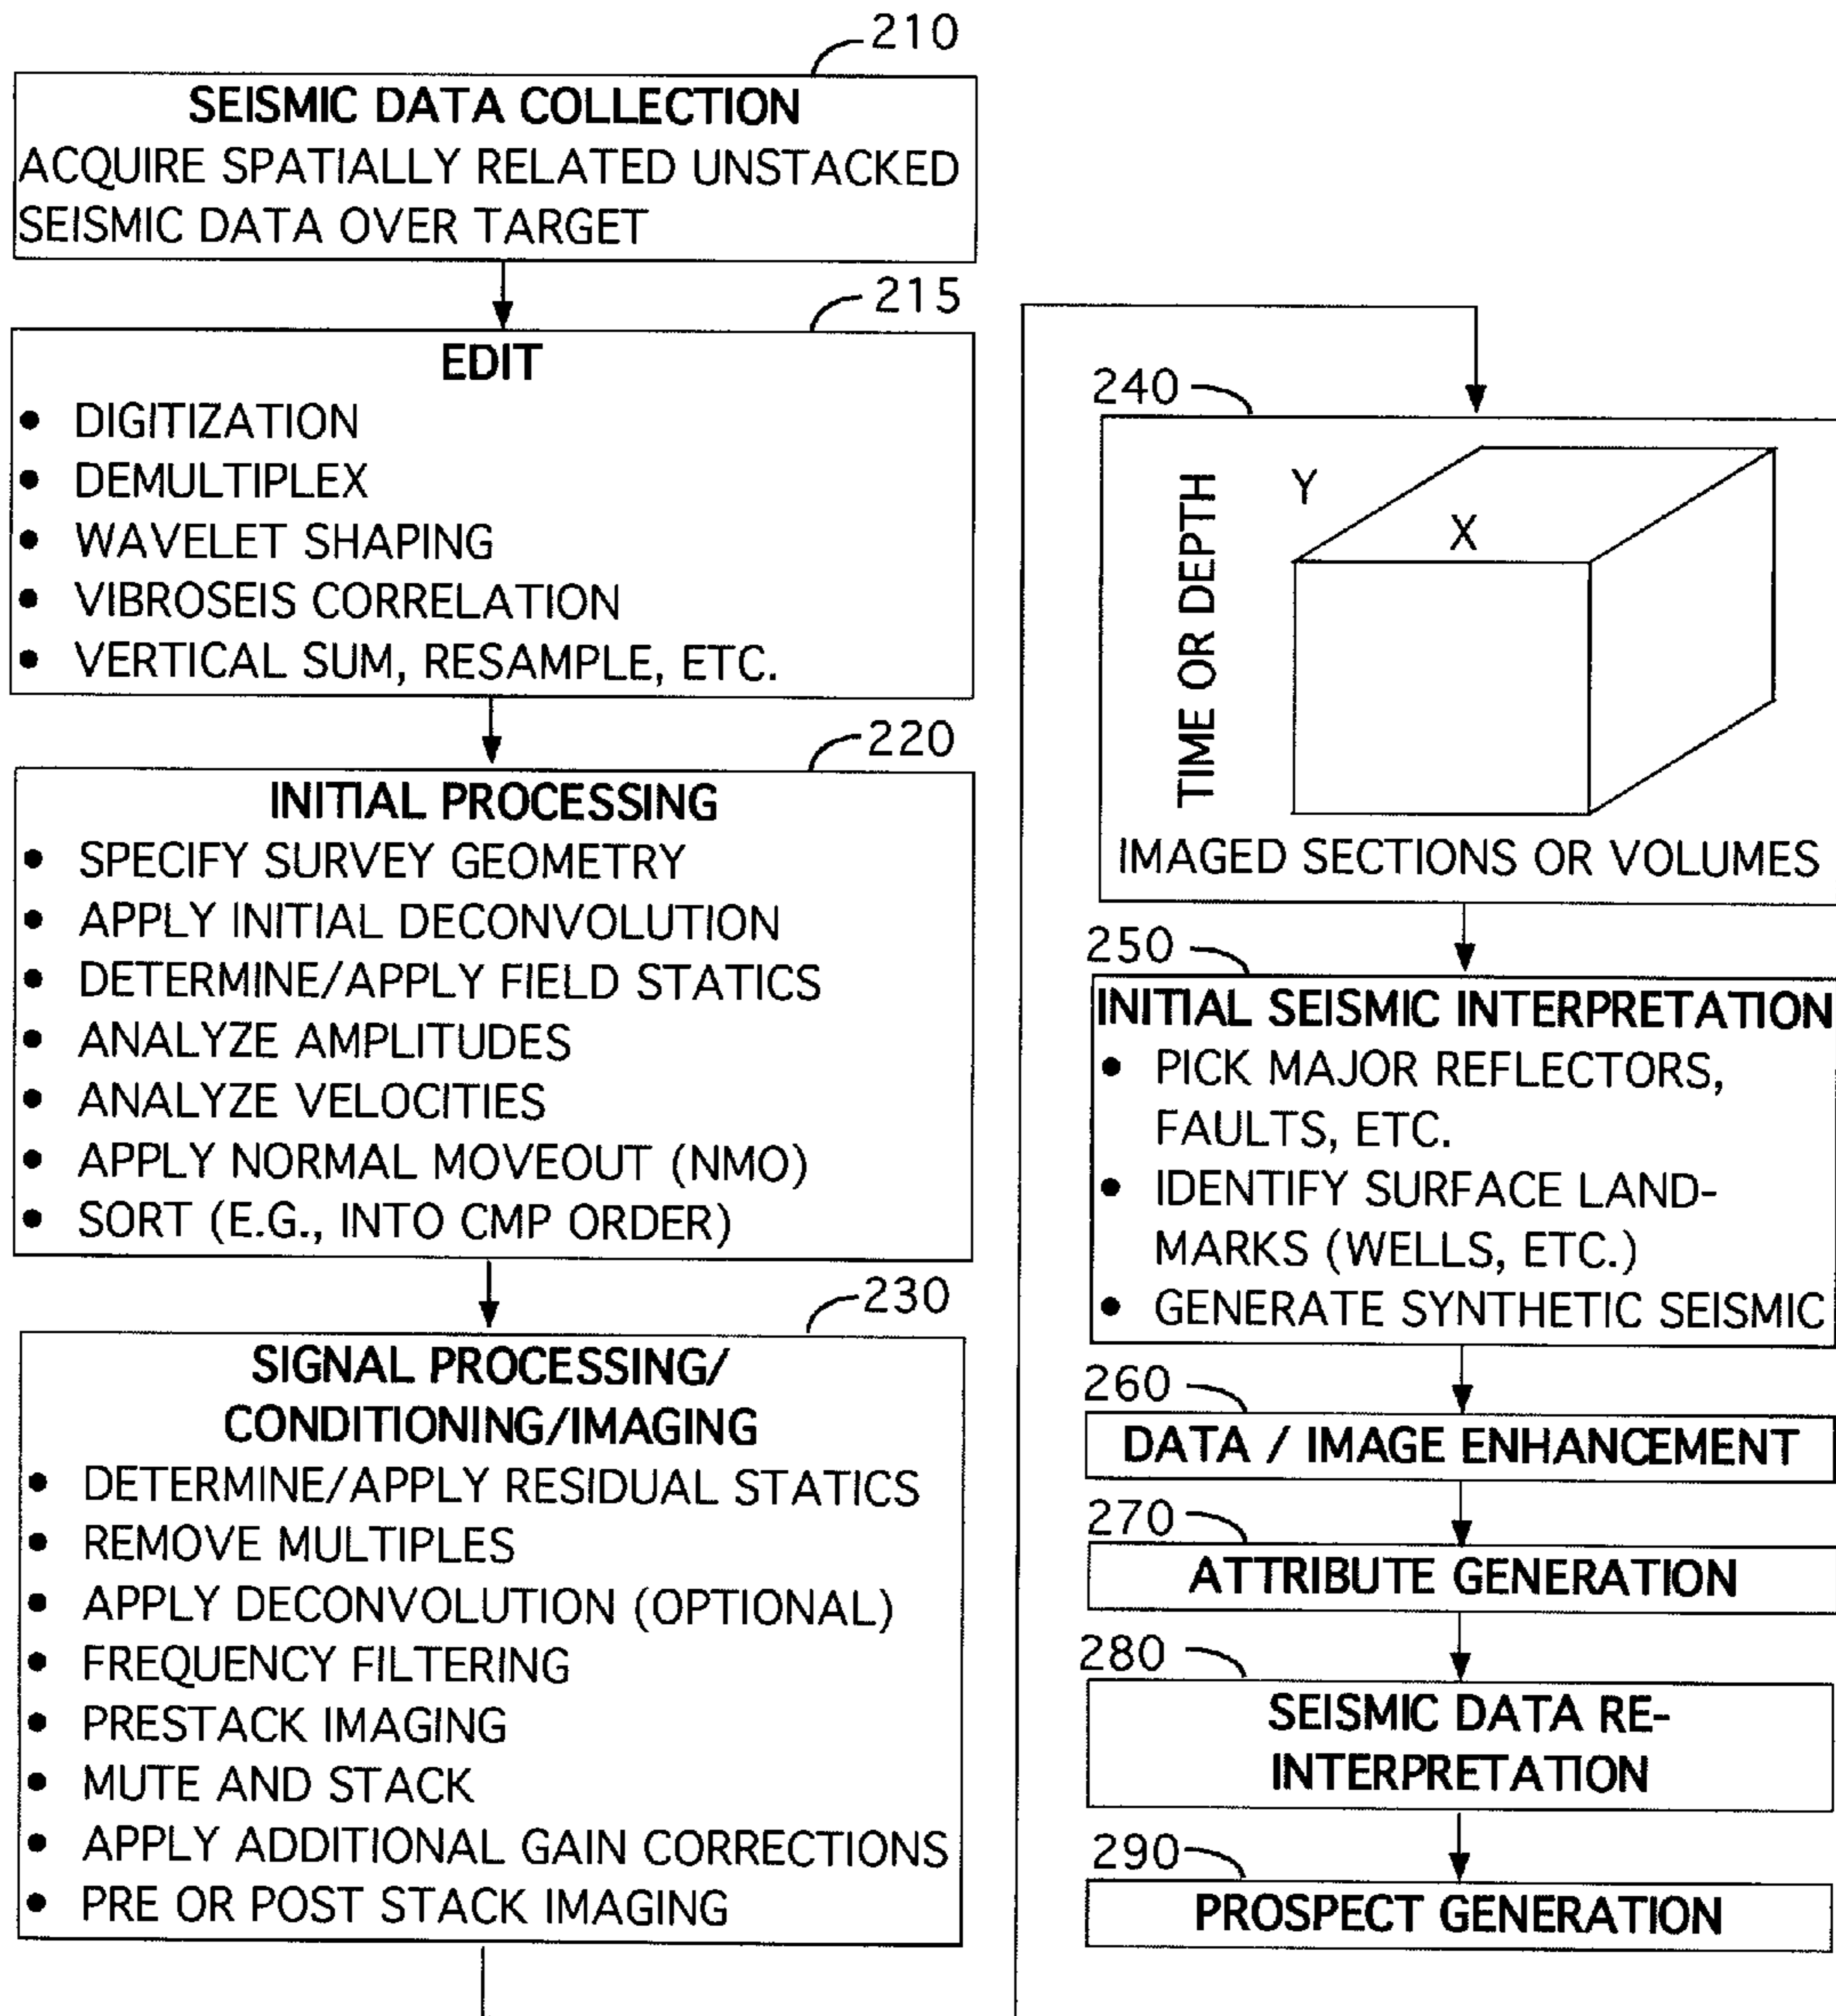 210
SEISMIC DATA COLLECTION
ACQUIRE SPATIALLY RELATED UNSTACKED
SEISMIC DATA OVER TARGET
215
EDIT
• DIGITIZATION
• DEMULTIPLEX
• WAVELET SHAPING
• VIBROSEIS CORRELATION
• VERTICAL SUM, RESAMPLE, ETC.
220
INITIAL PROCESSING
• SPECIFY SURVEY GEOMETRY
• APPLY INITIAL DECONVOLUTION
• DETERMINE/APPLY FIELD STATICS
• ANALYZE AMPLITUDES
• ANALYZE VELOCITIES
• APPLY NORMAL MOVEOUT (NMO)
• SORT (E.G., INTO CMP ORDER)
230
SIGNAL PROCESSING/
CONDITIONING/IMAGING
• DETERMINE/APPLY RESIDUAL STATICS
• REMOVE MULTIPLES
• APPLY DECONVOLUTION (OPTIONAL)
• FREQUENCY FILTERING
• PRESTACK IMAGING
• MUTE AND STACK
• APPLY ADDITIONAL GAIN CORRECTIONS
• PRE OR POST STACK IMAGING
240
TIME OR DEPTH
Y
X
IMAGED SECTIONS OR VOLUMES
250
INITIAL SEISMIC INTERPRETATION
• PICK MAJOR REFLECTORS,
FAULTS, ETC.
• IDENTIFY SURFACE LAND-
MARKS (WELLS, ETC.)
• GENERATE SYNTHETIC SEISMIC
260
DATA / IMAGE ENHANCEMENT
270
ATTRIBUTE GENERATION
280
SEISMIC DATA RE-
INTERPRETATION
290
PROSPECT GENERATION